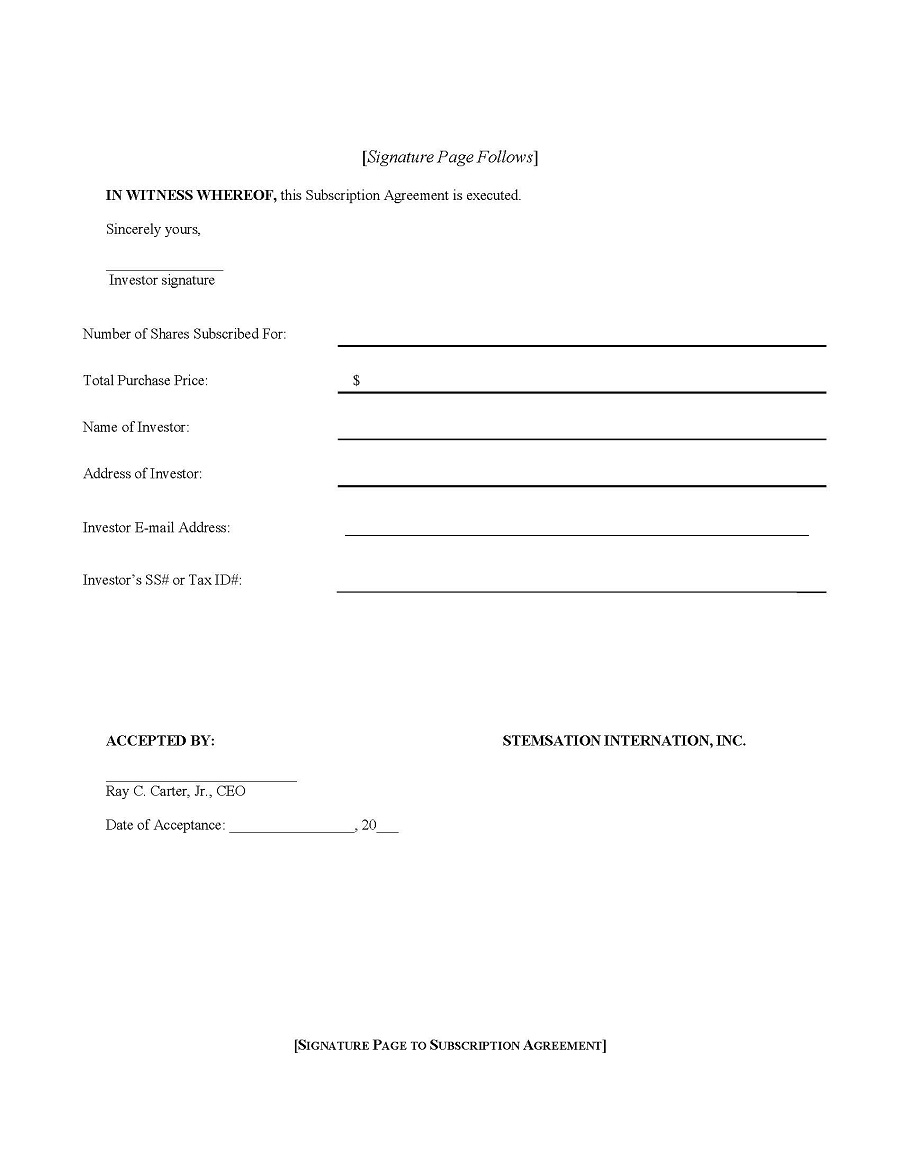 [Signature Page Follows]
IN WITNESS WHEREOF, this Subscription Agreement is executed.
Sincerely yours,
Investor signature
Number of Shares Subscribed For:
Total Purchase Price: $
Name of Investor:
Address of Investor:
Investor E-mail Address:
Investor’s SS# or Tax ID#:
ACCEPTED BY: STEMSATION INTERNATION, INC.
Ray C. Carter, Jr., CEO
Date of Acceptance: _________________, 20___
[SIGNATURE PAGE TO SUBSCRIPTION AGREEMENT]